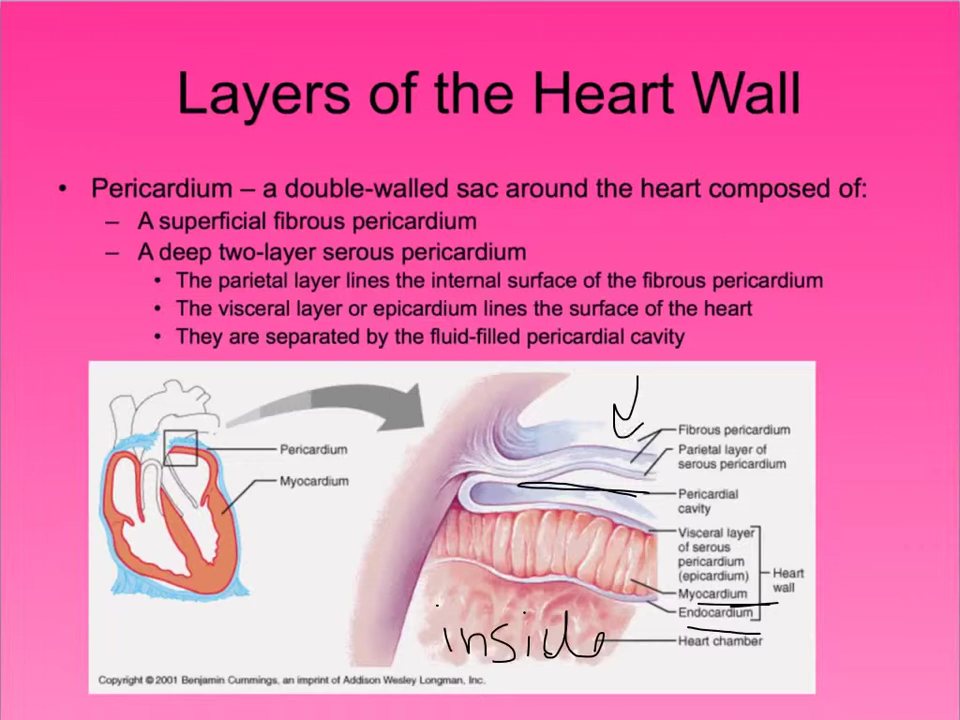 Layers of the Heart Wall
• Pericardium – a double-walled sac around the heart composed of:
– A superficial fibrous pericardium
– A deep two-layer serous pericardium
• The parietal layer lines the internal surface of the fibrous pericardium
• The visceral layer or epicardium lines the surface of the heart
• They are separated by the fluid-filled pericardial cavity
Pericardium
Myocardium
Fibrous pericardium
Parietal layer of
serous pericardium
Pericardial
cavity
Visceral layer
of serous
pericardium
(epicardium)
Myocardium
Endocardium
Heart
wall
Heart chamber
inside
Copyright © 2001 Benjamin Cummings, an imprint of Addison Wesley Longman, Inc.